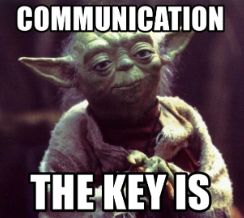 COMMUNICATION
THE KEY IS